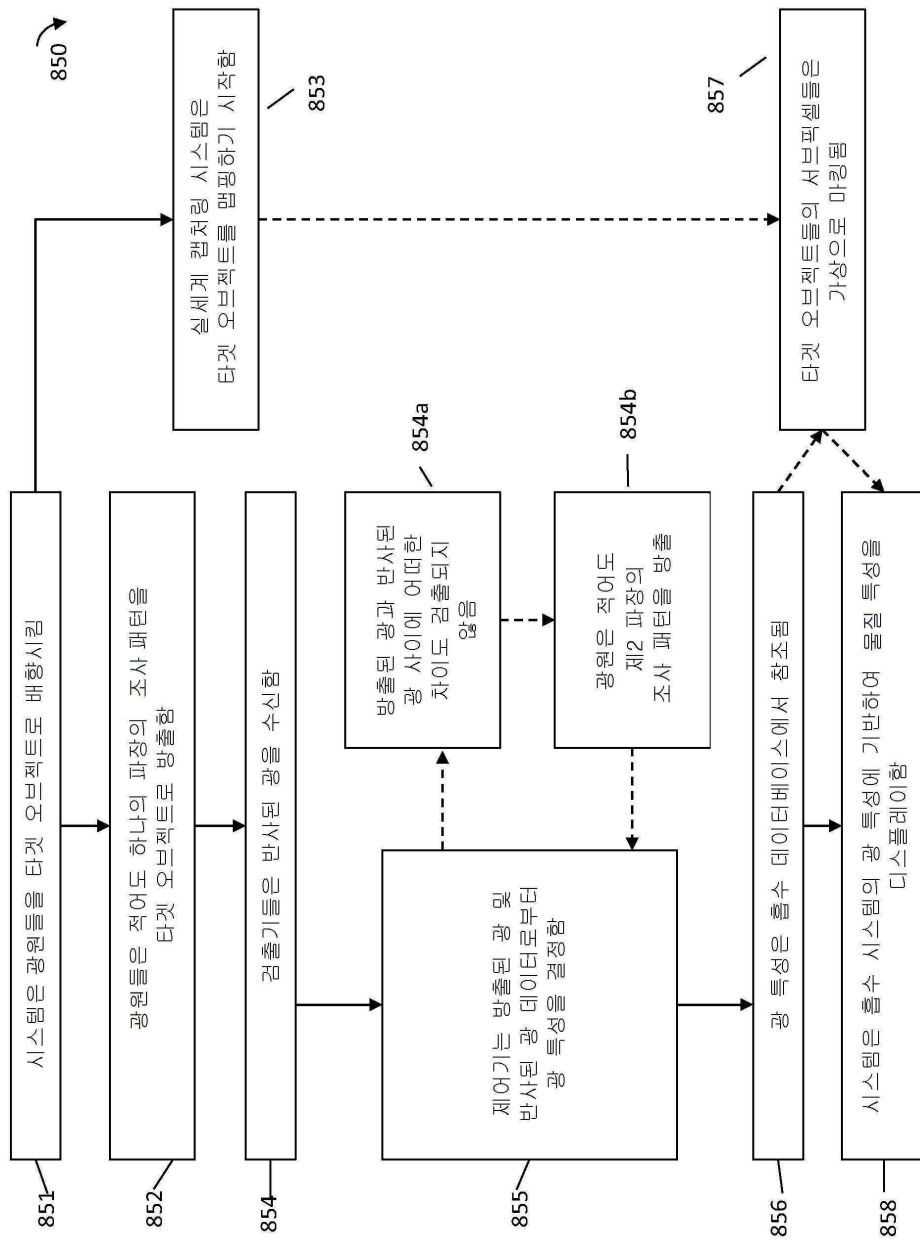 850
시스템은 광원들을 타겟 오브젝트로 배향시킴
851
광원들은 적어도 하나의 파장의 조사 패턴을
타겟 오브젝트로 방출함
852
실세계 캡처링 시스템은
타겟 오브젝트를 맵핑하기 시작함
853
검출기들은 반사된 광을 수신함
854
방출된 광과 반사된
광 사이에 어떠한
차이도 검출되지
않음
854a
광원은 적어도
제2 파장의
조사 패턴을 방출
854b
제어기는 방출된 광 및
반사된 광 데이터로부터
광 특성을 결정함
855
광 특성은 흡수 데이터베이스에서 참조됨
856
타겟 오브젝트들의 서브픽셀들은
가상으로 마킹됨
857
시스템은 흡수 시스템의 광 특성에 기반하여 물질 특성을
디스플레이함
858